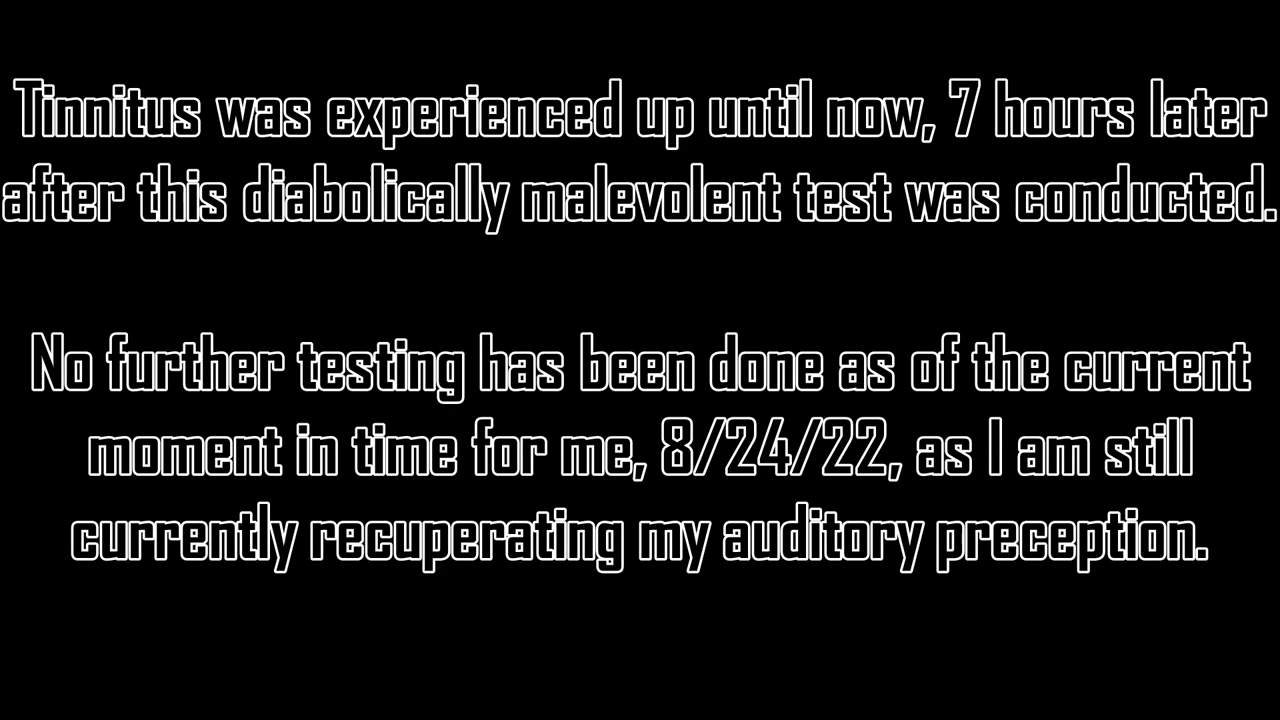 Tinnitus was experienced up until now, 7 hours later
after this diabolically malevolent test was conducted.
No further testing has been done as of the current
moment in time for me, 8/24/22, as I am still
currently recuperating my auditory preception.